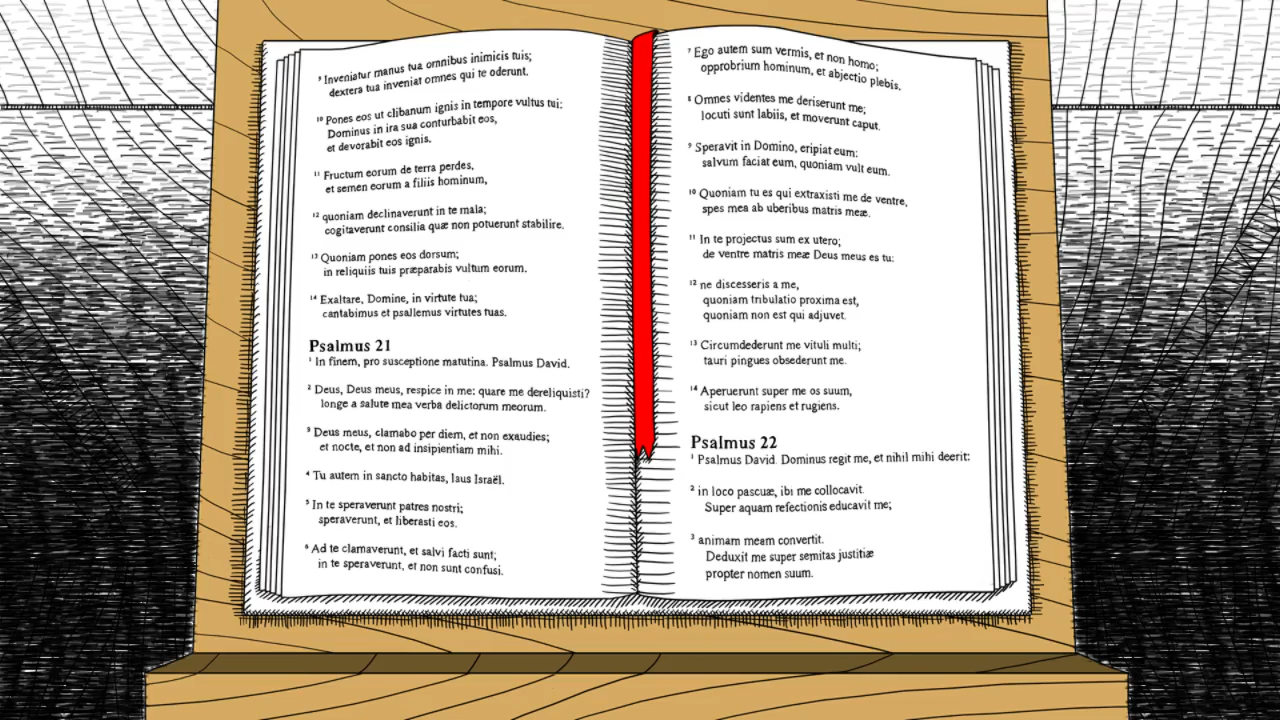 ⁹ Inveniatur manus tua omnibus inimicis tuis;
dextera tua inveniat omnes qui te oderunt.
¹⁰ Pones eos ut clibanum ignis in tempore vultus tui:
Dominus in ira sua conturbabit eos,
et devorabit eos ignis.
¹¹ Fructum eorum de terra perdes,
et semen eorum a filiis hominum,
¹² quoniam declinaverunt in te mala;
cogitaverunt consilia quæ non potuerunt stabilire.
¹³ Quoniam pones eos dorsum;
in reliquiis tuis præparabis vultum eorum.
¹⁴ Exaltare, Domine, in virtute tua;
cantabimus et psallemus virtutes tuas.
Psalmus 21
¹ In finem, pro susceptione matutina. Psalmus David.
² Deus, Deus meus, respice in me: quare me dereliquisti?
longe a salute mea verba delictorum meorum.
³ Deus meus, clamabo per diem, et non exaudies;
et nocte, et non ad insipientiam mihi.
⁴ Tu autem in sancto habitas, laus Israël.
⁵ In te speraverunt patres nostri;
speraverunt, et liberasti eos.
⁶ Ad te clamaverunt, et salvi facti sunt;
in te speraverunt, et non sunt confusi.
⁷ Ego autem sum vermis, et non homo;
opprobrium hominum, et abjectio plebis.
⁸ Omnes videntes me deriserunt me;
locuti sunt labiis, et moverunt caput.
⁹ Speravit in Domino, eripiat eum:
salvum faciat eum, quoniam vult eum.
¹⁰ Quoniam tu es qui extraxisti me de ventre,
spes mea ab uberibus matris meæ.
¹¹ In te projectus sum ex utero;
de ventre matris meæ Deus meus es tu:
¹² ne discesseris a me,
quoniam tribulatio proxima est,
quoniam non est qui adjuvet.
¹³ Circumdederunt me vituli multi;
tauri pingues obsederunt me.
¹⁴ Aperuerunt super me os suum,
sicut leo rapiens et rugiens.
Psalmus 22
¹ Psalmus David. Dominus regit me, et nihil mihi deerit:
² in loco pascuæ, ibi me collocavit.
Super aquam refectionis educavit me;
³ animam meam convertit.
Deduxit me super semitas justitiæ
propter nomen suum.